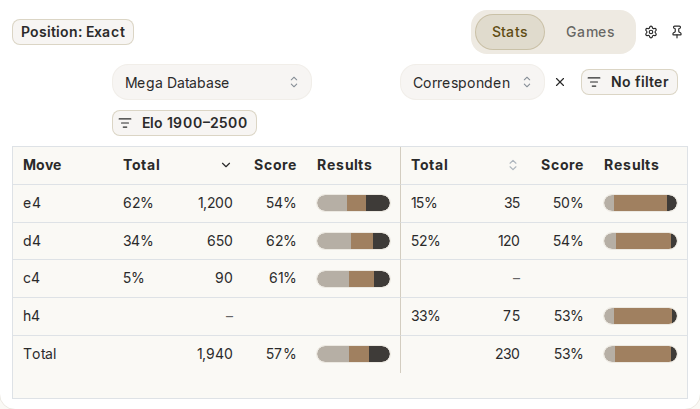 Position: Exact Stats Games
Mega Database Corresponden No filter
Elo 1900–2500
Move Total Score Results Total Score Results
e4 62% 1,200 54% 15% 35 50%
d4 34% 650 62% 52% 120 54%
c4 5% 90 61% –
h4 – 33% 75 53%
Total 1,940 57% 230 53%